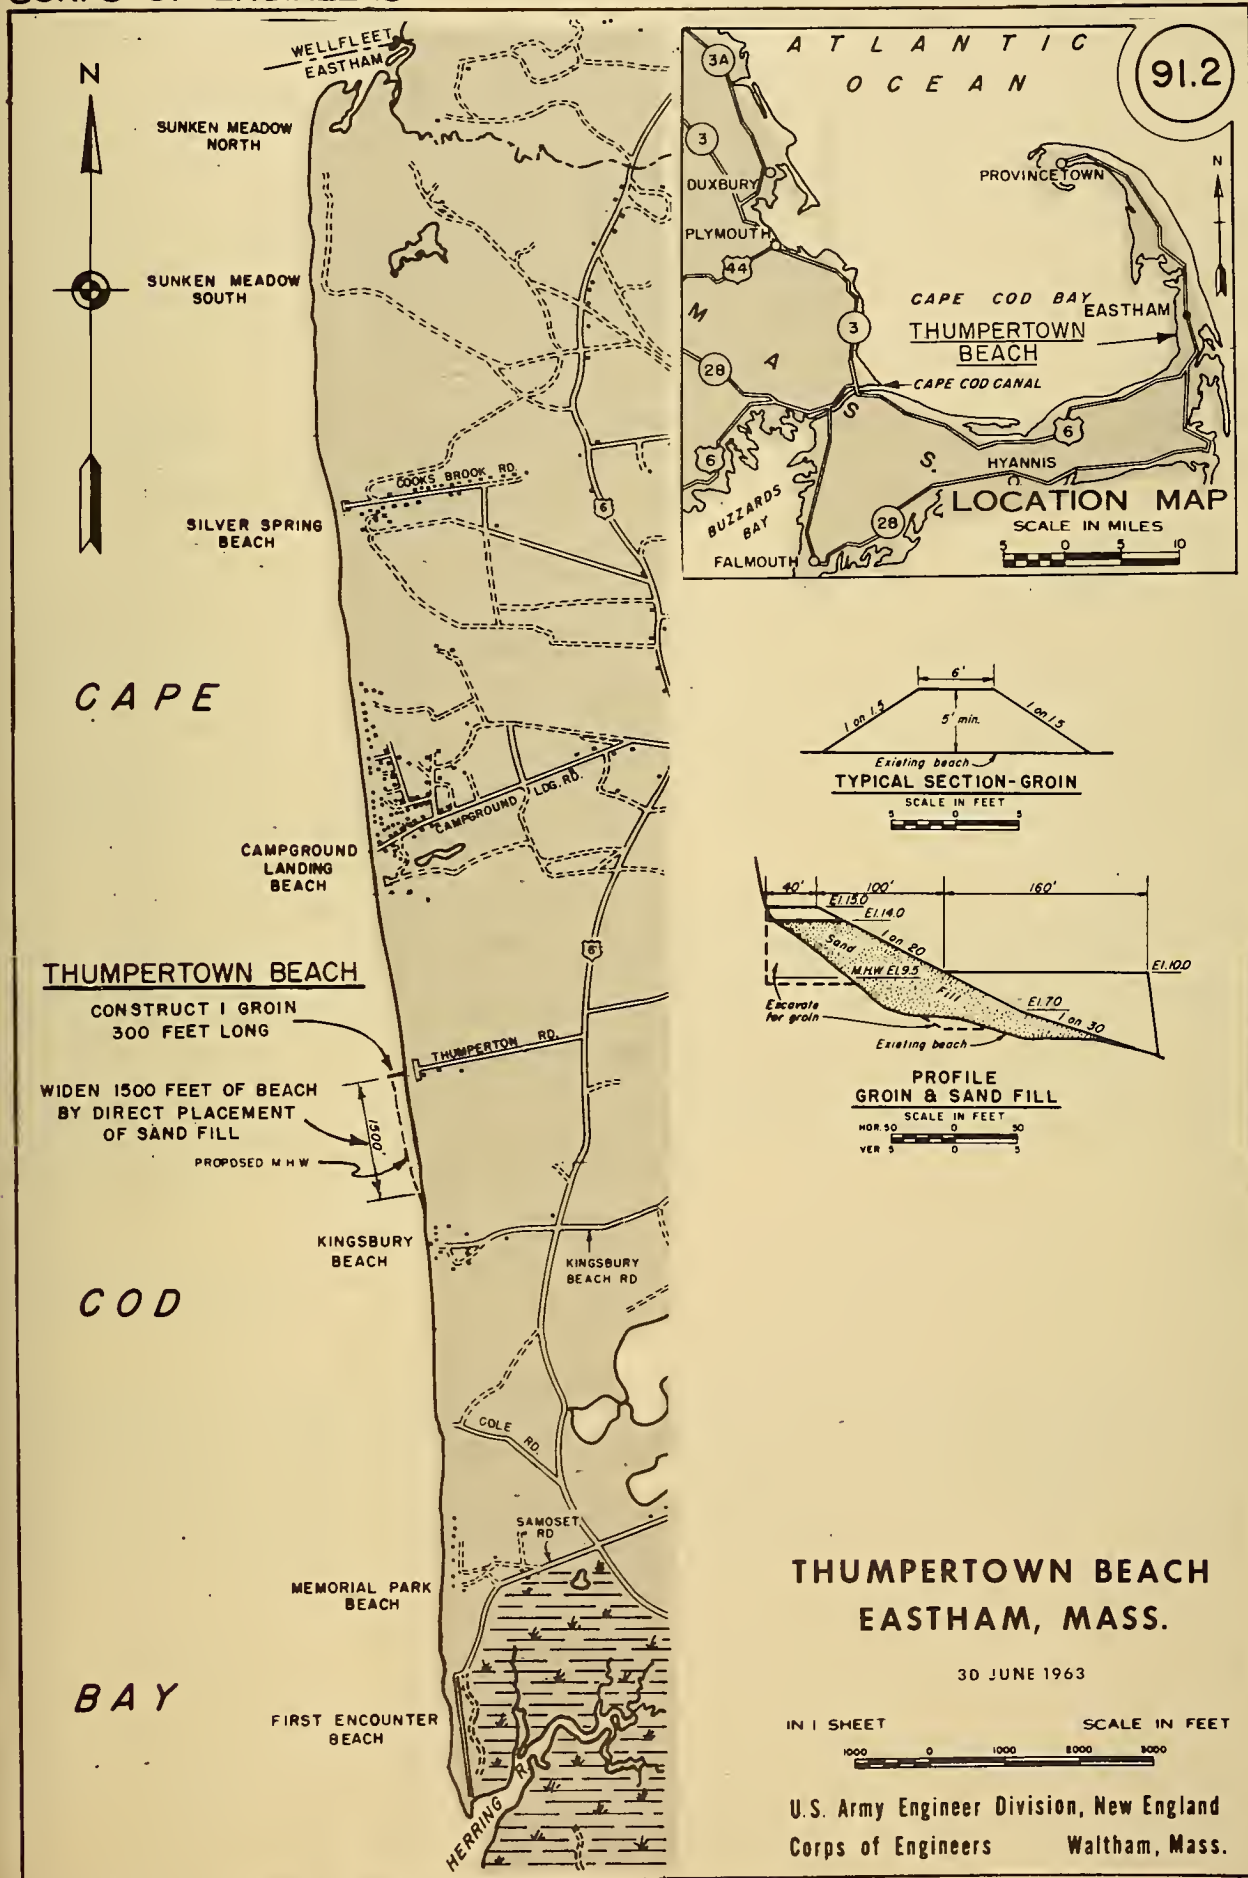 CORPS OF ENGINEERS
N
WELLFLEET
EASTHAM
SUNKEN MEADOW
NORTH
SUNKEN MEADOW
SOUTH
COOKS BROOK RD.
6
SILVER SPRING
BEACH
CAPE
CAMPGROUND LDG. RD.
CAMPGROUND
LANDING
BEACH
6
THUMPERTOWN BEACH
CONSTRUCT 1 GROIN
300 FEET LONG
THUMPERTON RD.
WIDEN 1500 FEET OF BEACH
BY DIRECT PLACEMENT
OF SAND FILL
1500'
PROPOSED M H W
KINGSBURY
BEACH
KINGSBURY
BEACH RD
COD
COLE RD.
SAMOSET
RD
MEMORIAL PARK
BEACH
BAY
FIRST ENCOUNTER
BEACH
HERRING R.
ATLANTIC
OCEAN
91.2
3A
3
DUXBURY
PROVINCETOWN
N
PLYMOUTH
44
CAPE COD BAY
EASTHAM
THUMPERTOWN
BEACH
3
MASS.
28
CAPE COD CANAL
6
6
HYANNIS
BUZZARDS
BAY
28
FALMOUTH
LOCATION MAP
SCALE IN MILES
5 0 5 10
6'
1 on 1.5
5' min.
1 on 1.5
Existing beach
TYPICAL SECTION-GROIN
SCALE IN FEET
5 0 5
40' 100' 160'
El.15.0
El.14.0
Sand
1 on 20
M.H.W. El.9.5
El.10.0
Fill
El.7.0
1 on 30
Excavate
for groin
Existing beach
PROFILE
GROIN & SAND FILL
SCALE IN FEET
HOR. 50 0 50
VER 5 0 5
THUMPERTOWN BEACH
EASTHAM, MASS.
30 JUNE 1963
IN 1 SHEET SCALE IN FEET
1000 0 1000 2000 3000
U.S. Army Engineer Division, New England
Corps of Engineers Waltham, Mass.